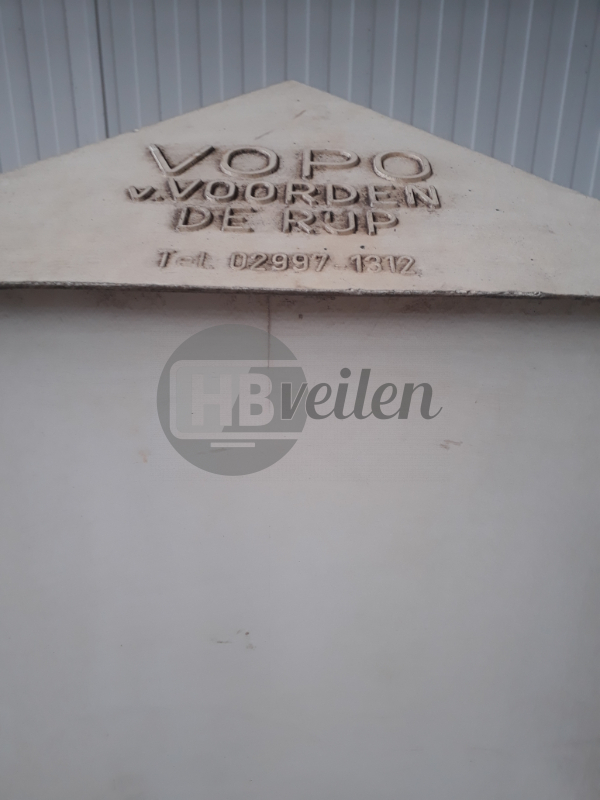 VOPO
v. VOORDEN
DE RIJP
Tel. 02997-1312
HBveilen